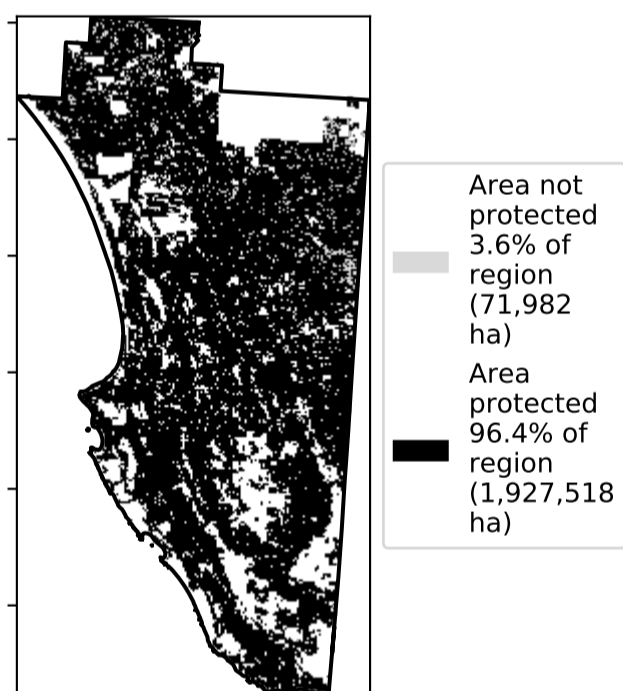 Area not
protected
3.6% of
region
(71,982
ha)
Area
protected
96.4% of
region
(1,927,518
ha)